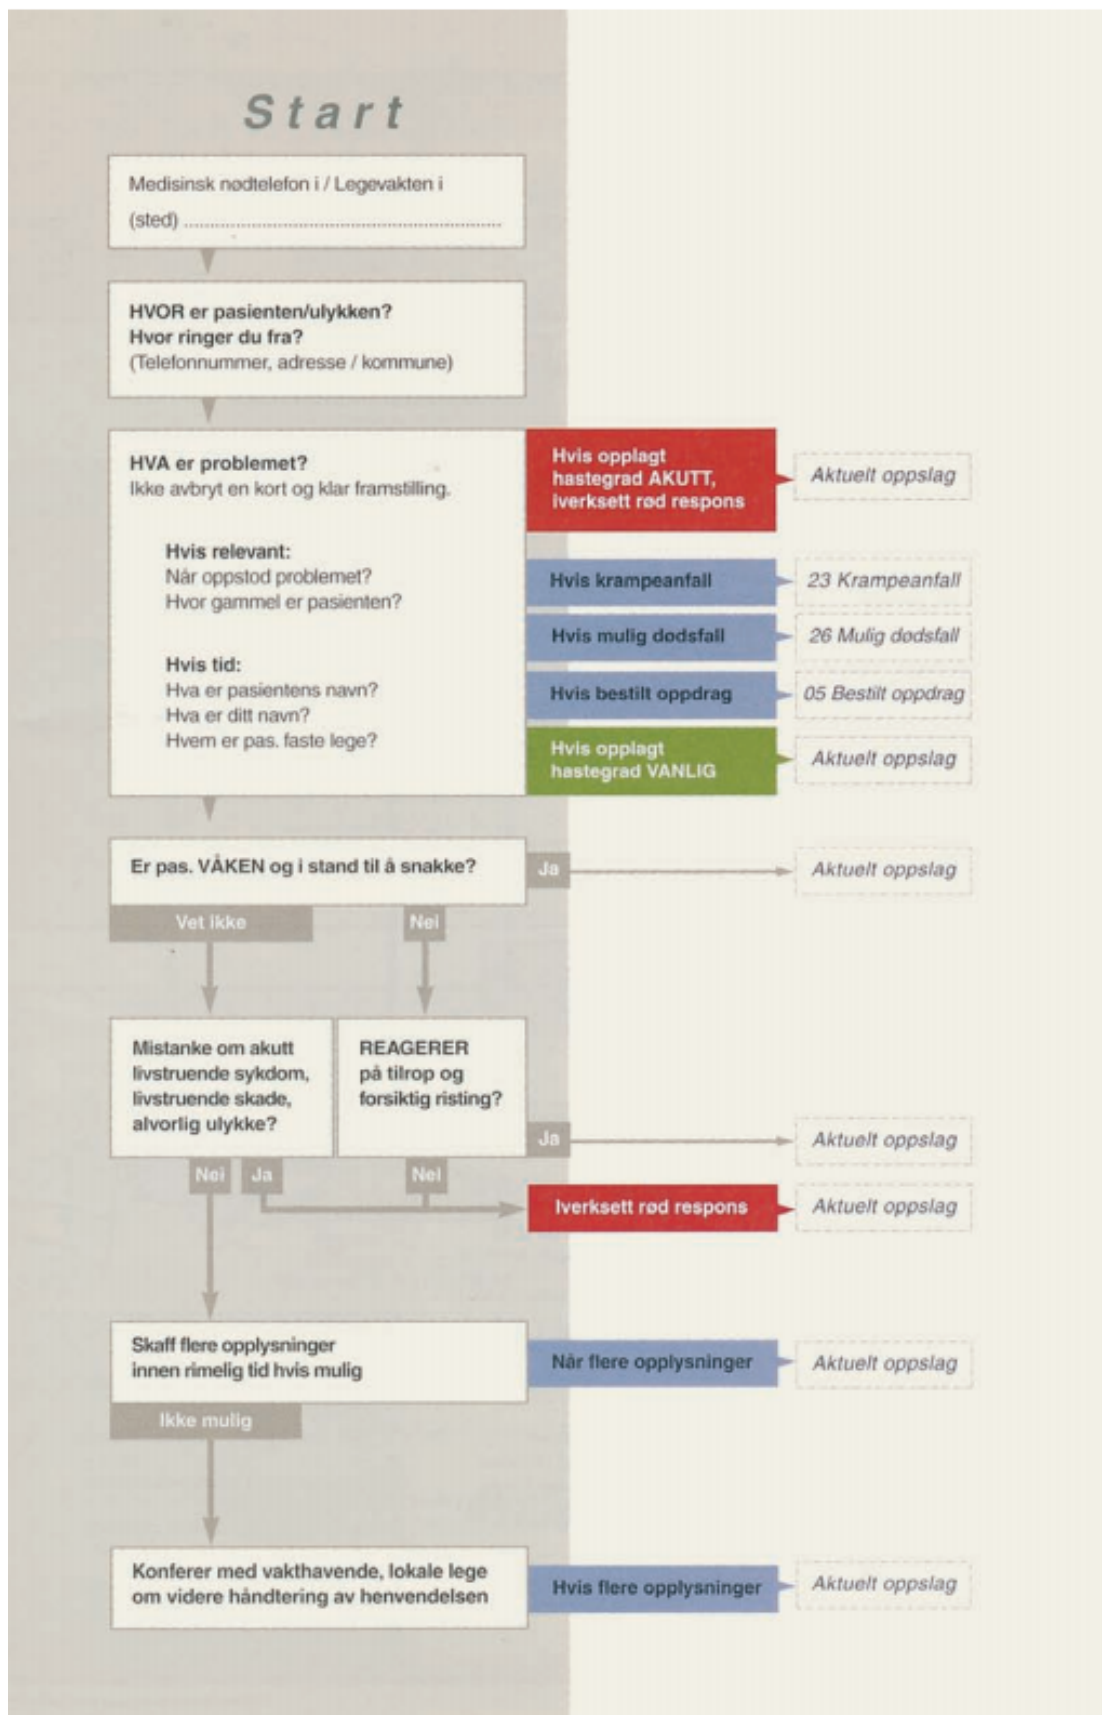 Start
Medisinsk nødtelefon i / Legevakten i
(sted) ........................................................
HVOR er pasienten/ulykken?
Hvor ringer du fra?
(Telefonnummer, adresse / kommune)
HVA er problemet?
Ikke avbryt en kort og klar framstilling.
Hvis relevant:
Når oppstod problemet?
Hvor gammel er pasienten?
Hvis tid:
Hva er pasientens navn?
Hva er ditt navn?
Hvem er pas. faste lege?
Hvis opplagt
hastegrad AKUTT,
iverksett rød respons
Aktuelt oppslag
Hvis krampeanfall
23 Krampeanfall
Hvis mulig dødsfall
26 Mulig dødsfall
Hvis bestilt oppdrag
05 Bestilt oppdrag
Hvis opplagt
hastegrad VANLIG
Aktuelt oppslag
Er pas. VÅKEN og i stand til å snakke?
Ja
Aktuelt oppslag
Vet ikke
Nei
Mistanke om akutt
livstruende sykdom,
livstruende skade,
alvorlig ulykke?
REAGERER
på tilrop og
forsiktig risting?
Ja
Aktuelt oppslag
Nei
Ja
Nei
Iverksett rød respons
Aktuelt oppslag
Skaff flere opplysninger
innen rimelig tid hvis mulig
Når flere opplysninger
Aktuelt oppslag
Ikke mulig
Konferer med vakthavende, lokale lege
om videre håndtering av henvendelsen
Hvis flere opplysninger
Aktuelt oppslag